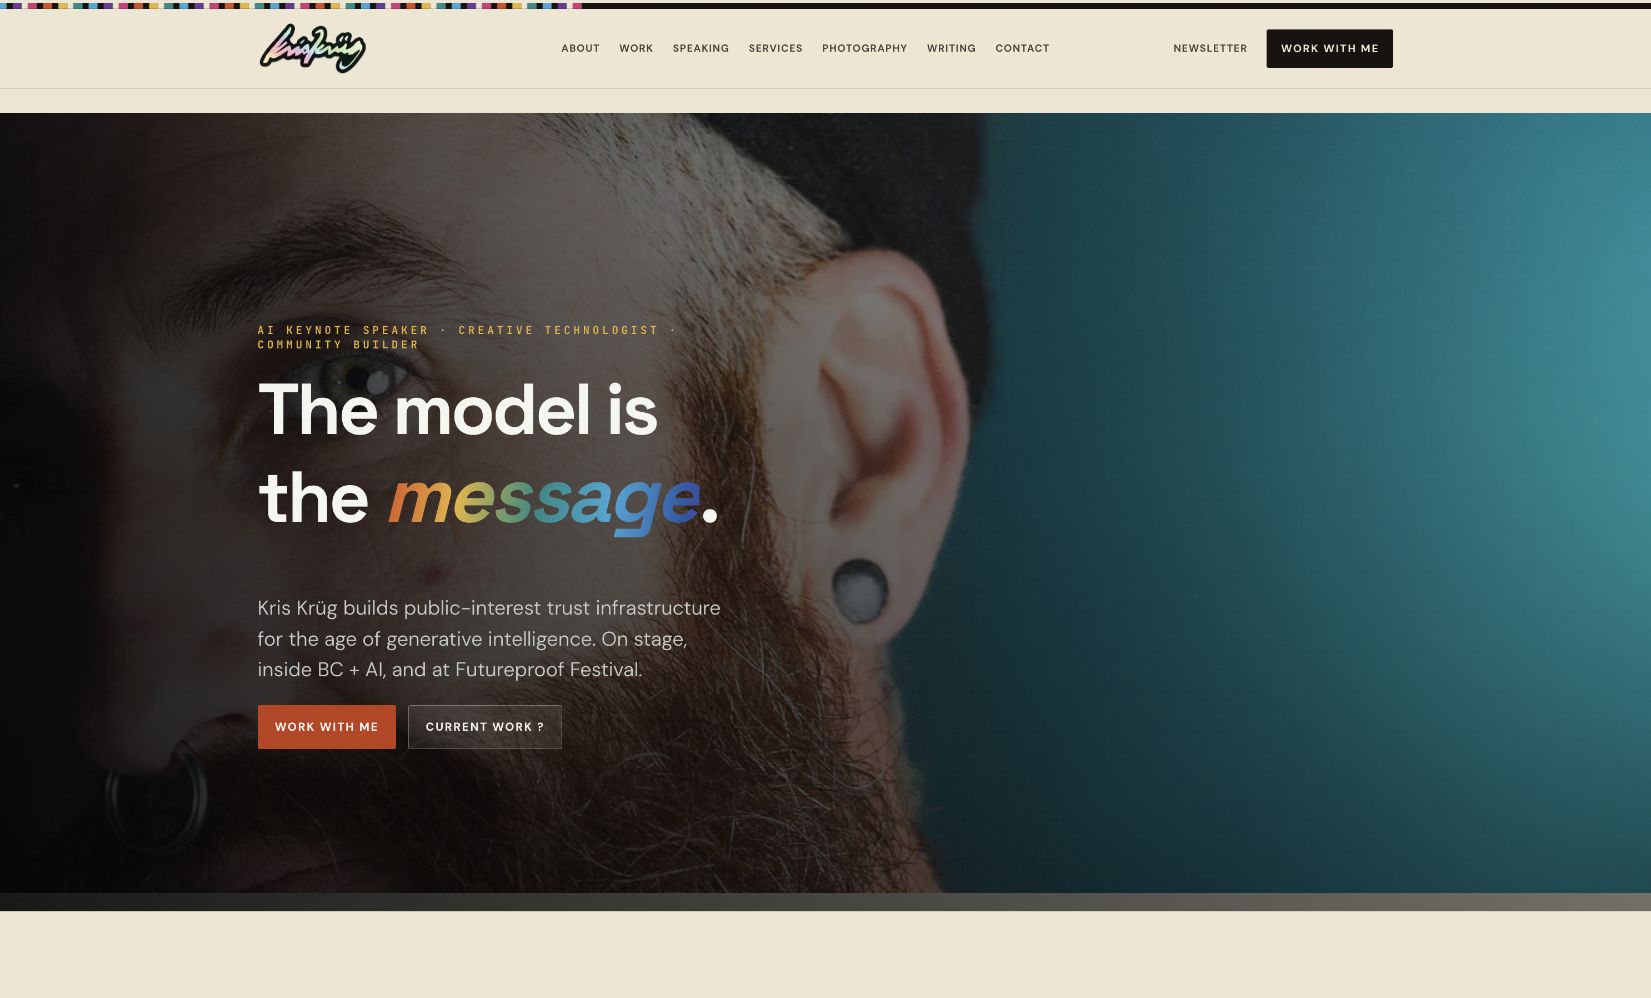 kriskrüg
ABOUT WORK SPEAKING SERVICES PHOTOGRAPHY WRITING CONTACT
NEWSLETTER WORK WITH ME
AI KEYNOTE SPEAKER · CREATIVE TECHNOLOGIST ·
COMMUNITY BUILDER
The model is
the message.
Kris Krüg builds public-interest trust infrastructure
for the age of generative intelligence. On stage,
inside BC + AI, and at Futureproof Festival.
WORK WITH ME CURRENT WORK ?